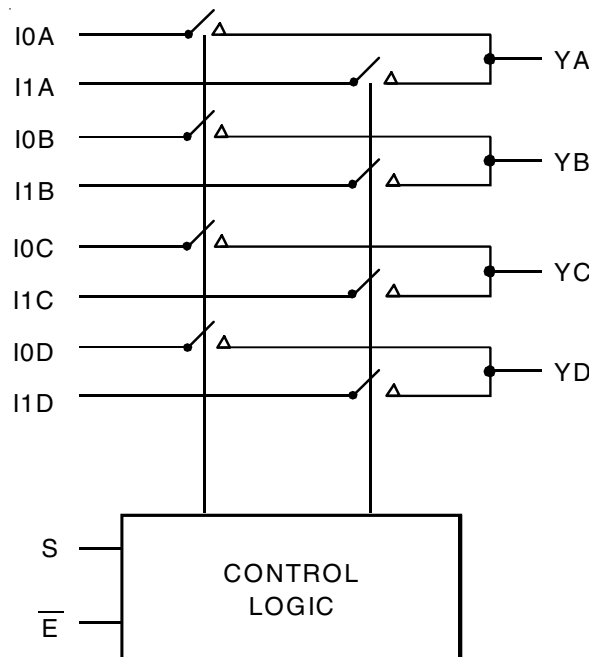 I0A
YA
I1A
I0B
YB
I1B
I0C
YC
I1C
I0D
YD
I1D
S
CONTROL
LOGIC
E̅